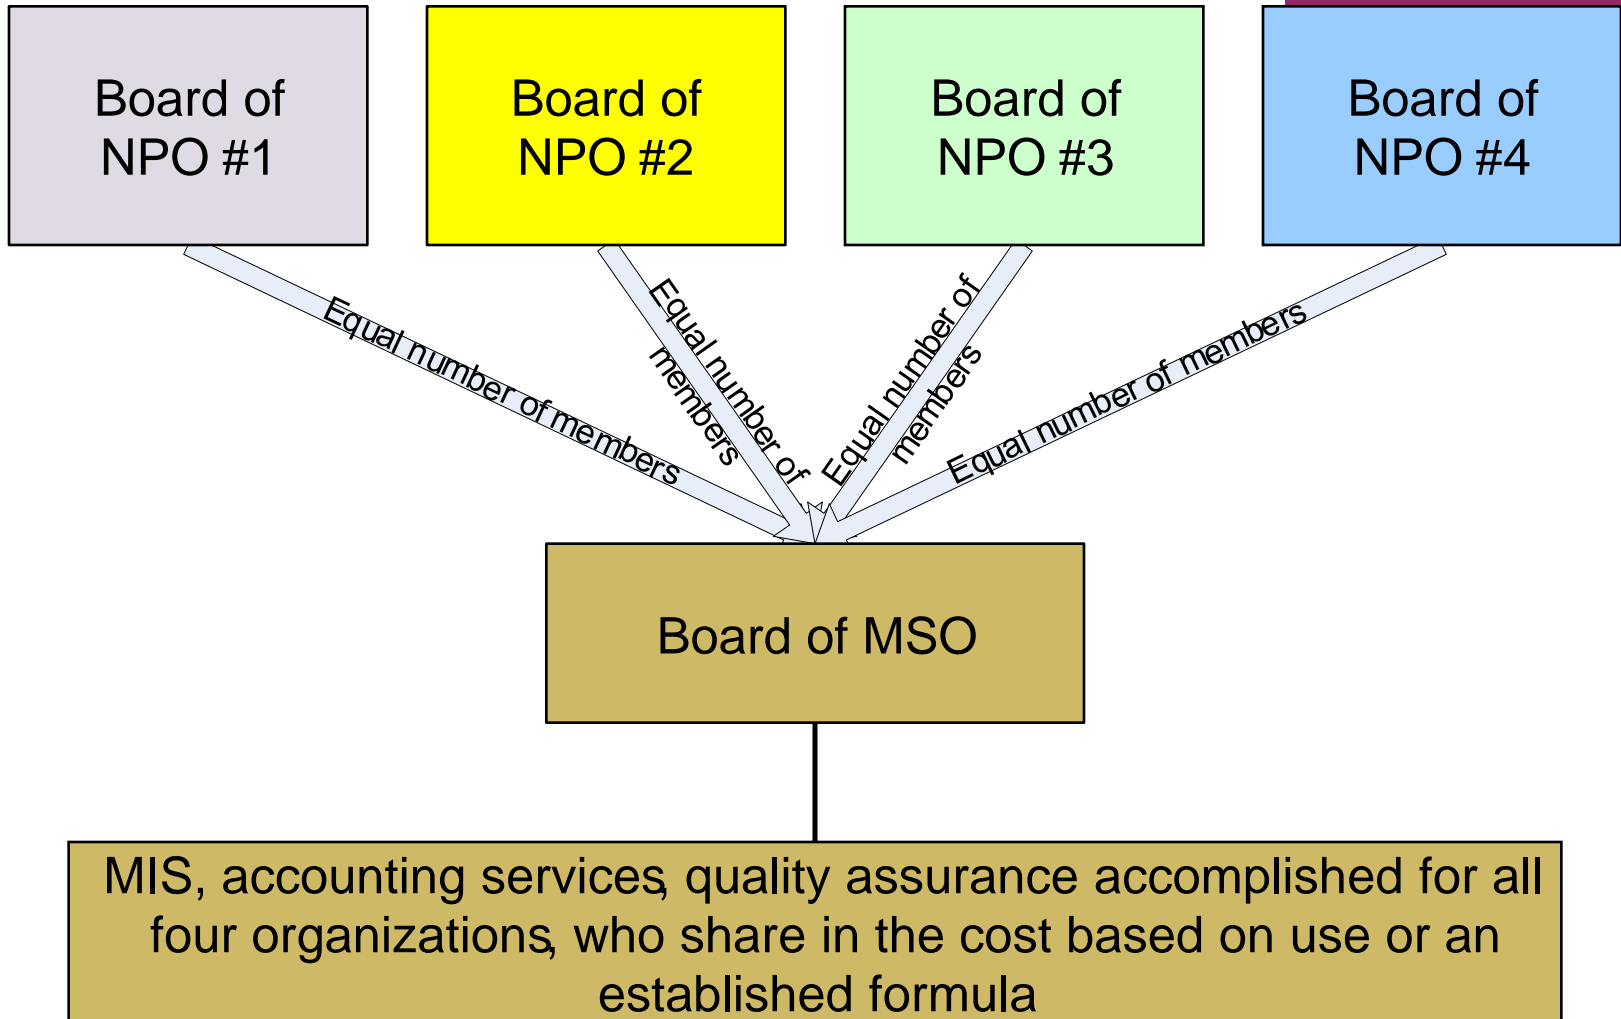 Board of
NPO #1
Board of
NPO #2
Board of
NPO #3
Board of
NPO #4
Equal number of members
Equal number of
members
Equal number of
members
Equal number of members
Board of MSO
MIS, accounting services, quality assurance accomplished for all
four organizations, who share in the cost based on use or an
established formula